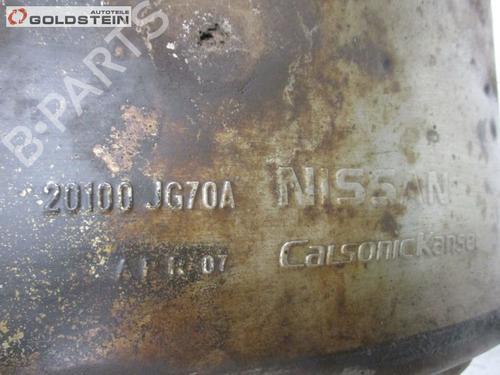 Autoteile
GOLDSTEIN
B-PARTS
20100 JG70A NISSAN
07 CalsonicKansei